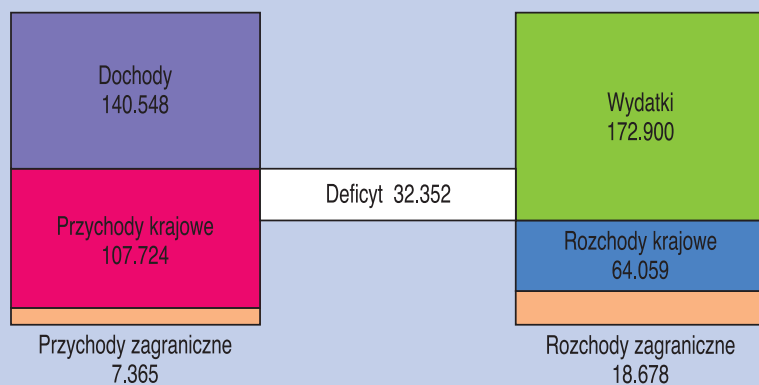 Dochody
140.548
Przychody krajowe
107.724
Przychody zagraniczne
7.365
Deficyt 32.352
Wydatki
172.900
Rozchody krajowe
64.059
Rozchody zagraniczne
18.678